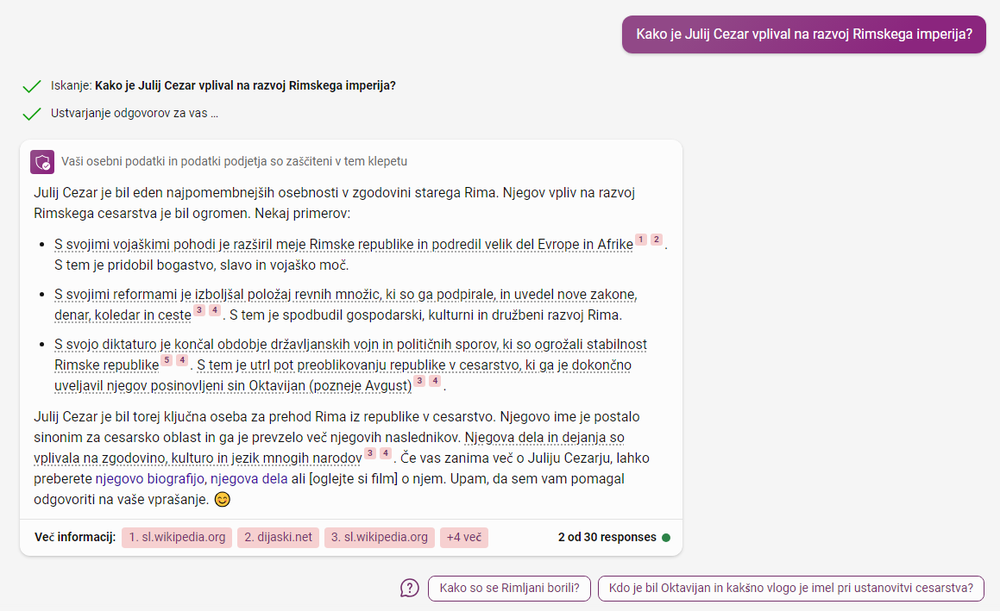 Kako je Julij Cezar vplival na razvoj Rimskega imperija?
Iskanje: Kako je Julij Cezar vplival na razvoj Rimskega imperija?
Ustvarjanje odgovorov za vas ...
Vaši osebni podatki in podatki podjetja so zaščiteni v tem klepetu
Julij Cezar je bil eden najpomembnejših osebnosti v zgodovini starega Rima. Njegov vpliv na razvoj
Rimskega cesarstva je bil ogromen. Nekaj primerov:
• S svojimi vojaškimi pohodi je razširil meje Rimske republike in podredil velik del Evrope in Afrike 1 2 .
S tem je pridobil bogastvo, slavo in vojaško moč.
• S svojimi reformami je izboljšal položaj revnih množic, ki so ga podpirale, in uvedel nove zakone,
denar, koledar in ceste 3 4 . S tem je spodbudil gospodarski, kulturni in družbeni razvoj Rima.
• S svojo diktaturo je končal obdobje državljanskih vojn in političnih sporov, ki so ogrožali stabilnost
Rimske republike 5 4 . S tem je utrl pot preoblikovanju republike v cesarstvo, ki ga je dokončno
uveljavil njegov posinovljeni sin Oktavijan (pozneje Avgust) 3 4 .
Julij Cezar je bil torej ključna oseba za prehod Rima iz republike v cesarstvo. Njegovo ime je postalo
sinonim za cesarsko oblast in ga je prevzelo več njegovih naslednikov. Njegova dela in dejanja so
vplivala na zgodovino, kulturo in jezik mnogih narodov 3 4 . Če vas zanima več o Juliju Cezarju, lahko
preberete njegovo biografijo, njegova dela ali [oglejte si film] o njem. Upam, da sem vam pomagal
odgovoriti na vaše vprašanje. 😊
Več informacij: 1. sl.wikipedia.org 2. dijaski.net 3. sl.wikipedia.org +4 več 2 od 30 responses
Kako so se Rimljani borili? Kdo je bil Oktavijan in kakšno vlogo je imel pri ustanovitvi cesarstva?